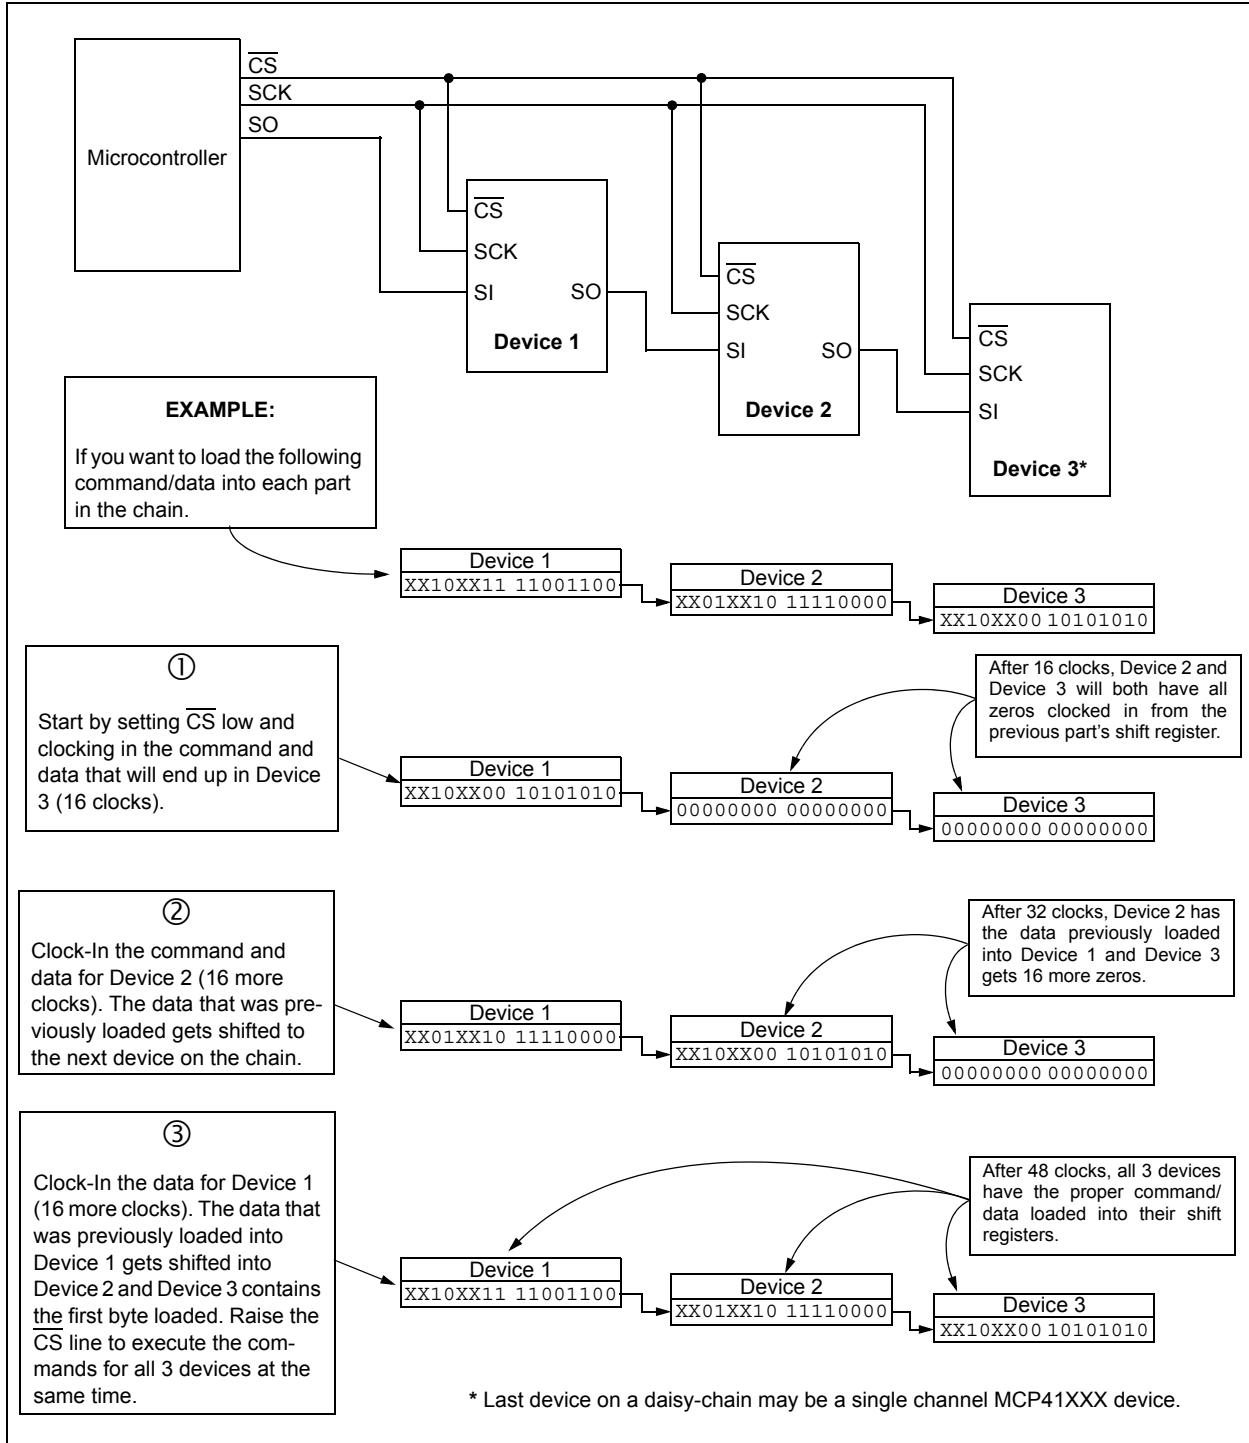 CS
SCK
SO
Microcontroller
CS
SCK
SI SO
Device 1
CS
SCK
SI SO
Device 2
CS
SCK
SI
Device 3*
EXAMPLE:
If you want to load the following
command/data into each part
in the chain.
Device 1
XX10XX11 11001100
Device 2
XX01XX10 11110000
Device 3
XX10XX00 10101010
①
Start by setting CS low and
clocking in the command and
data that will end up in Device
3 (16 clocks).
After 16 clocks, Device 2 and
Device 3 will both have all
zeros clocked in from the
previous part's shift register.
Device 1
XX10XX00 10101010
Device 2
00000000 00000000
Device 3
00000000 00000000
②
Clock-In the command and
data for Device 2 (16 more
clocks). The data that was pre-
viously loaded gets shifted to
the next device on the chain.
After 32 clocks, Device 2 has
the data previously loaded
into Device 1 and Device 3
gets 16 more zeros.
Device 1
XX01XX10 11110000
Device 2
XX10XX00 10101010
Device 3
00000000 00000000
③
Clock-In the data for Device 1
(16 more clocks). The data that
was previously loaded into
Device 1 gets shifted into
Device 2 and Device 3 contains
the first byte loaded. Raise the
CS line to execute the com-
mands for all 3 devices at the
same time.
After 48 clocks, all 3 devices
have the proper command/
data loaded into their shift
registers.
Device 1
XX10XX11 11001100
Device 2
XX01XX10 11110000
Device 3
XX10XX00 10101010
* Last device on a daisy-chain may be a single channel MCP41XXX device.